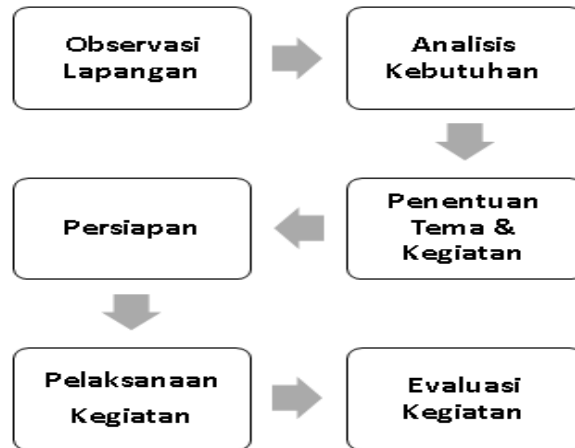 Observasi
Lapangan
Analisis
Kebutuhan
Penentuan
Tema &
Kegiatan
Persiapan
Pelaksanaan
Kegiatan
Evaluasi
Kegiatan